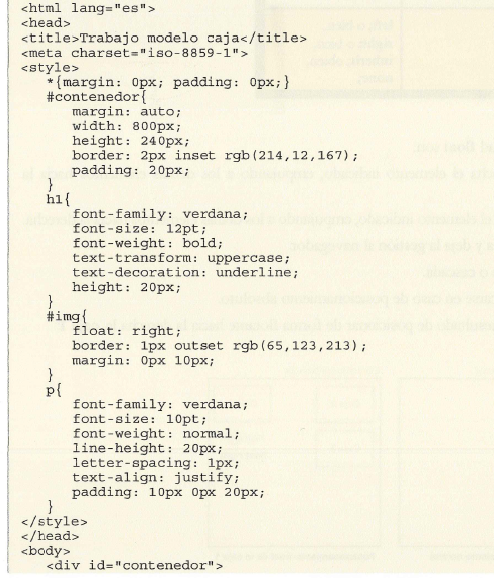 <html lang="es">
<head>
<title>Trabajo modelo caja</title>
<meta charset="iso-8859-1">
<style>
*{margin: 0px; padding: 0px;}
#contenedor{
margin: auto;
width: 800px;
height: 240px;
border: 2px inset rgb(214,12,167);
padding: 20px;
}
h1{
font-family: verdana;
font-size: 12pt;
font-weight: bold;
text-transform: uppercase;
text-decoration: underline;
height: 20px;
}
#img{
float: right;
border: 1px outset rgb(65,123,213);
margin: 0px 10px;
}
p{
font-family: verdana;
font-size: 10pt;
font-weight: normal;
line-height: 20px;
letter-spacing: 1px;
text-align: justify;
padding: 10px 0px 20px;
}
</style>
</head>
<body>
<div id="contenedor">